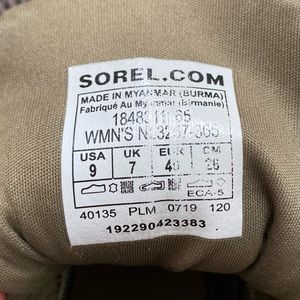 SOREL.COM
MADE IN MYANMAR (BURMA)
Fabriqué Au Myanmar (Birmanie)
WMN'S
USA UK EUR CM
9 7 26
ECA-5
40135 PLM 0719 120
192290423383